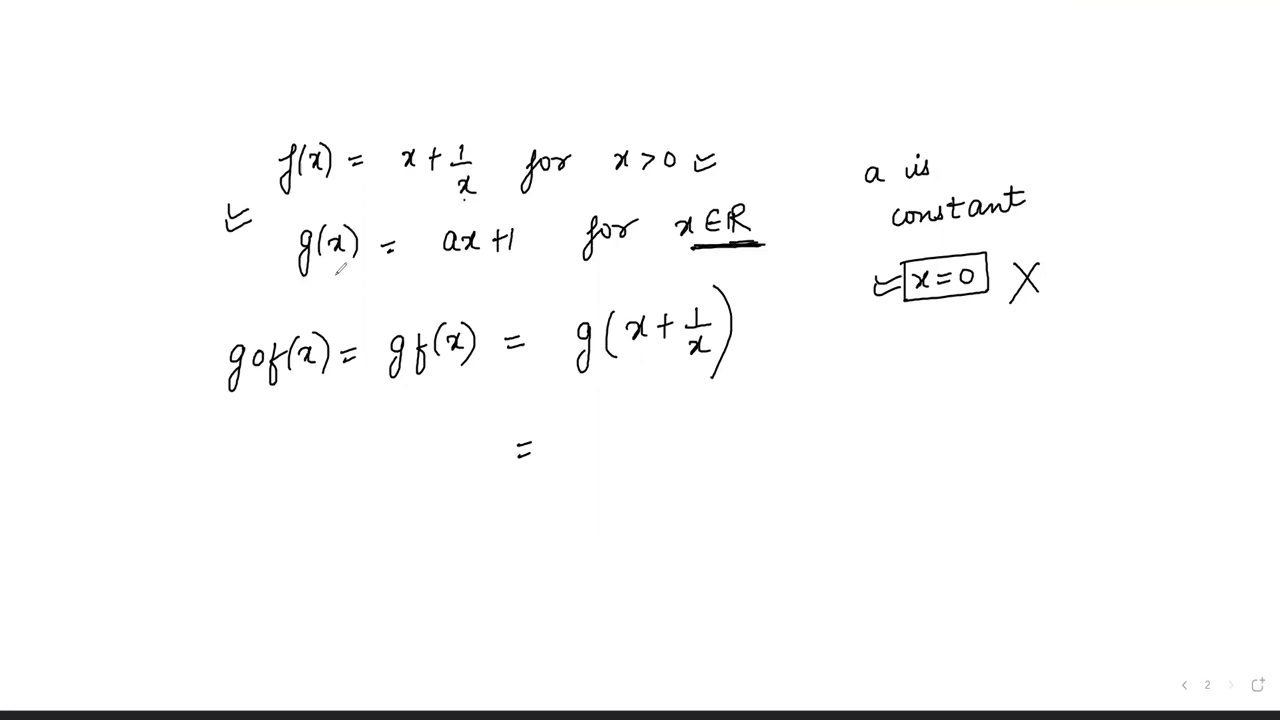 f(x) = x + 1/x for x > 0
g(x) = ax + 1 for x ∈ ℝ
a is
constant
x = 0 X
gof(x) = gf(x) = g(x + 1/x)
=
2